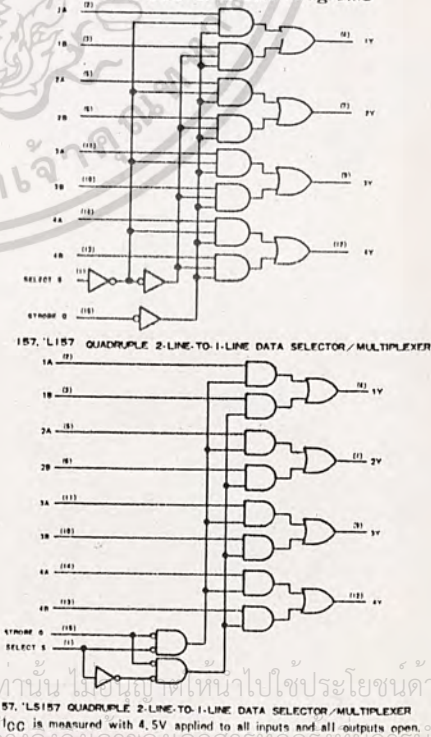 1A (2)
1B (3)
2A (5)
2B (6)
3A (11)
3B (10)
4A (14)
4B (13)
(4) 1Y
(7) 2Y
(9) 3Y
(12) 4Y
SELECT S (1)
STROBE G (15)
157, 'L157 QUADRUPLE 2-LINE-TO-1-LINE DATA SELECTOR/MULTIPLEXER
1A (2)
1B (3)
2A (5)
2B (6)
3A (11)
3B (10)
4A (14)
4B (13)
(4) 1Y
(7) 2Y
(9) 3Y
(12) 4Y
STROBE G (15)
SELECT S (1)
57, 'LS157 QUADRUPLE 2-LINE-TO-1-LINE DATA SELECTOR/MULTIPLEXER
ICC is measured with 4.5V applied to all inputs and all outputs open.